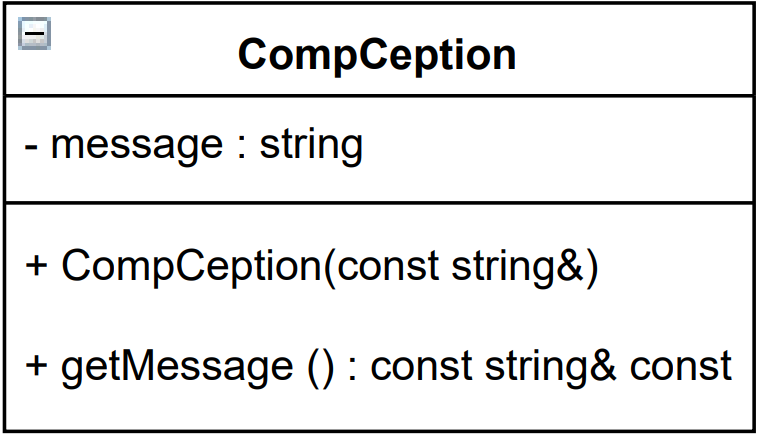 CompCeption
- message : string
+ CompCeption(const string&)
+ getMessage () : const string& const